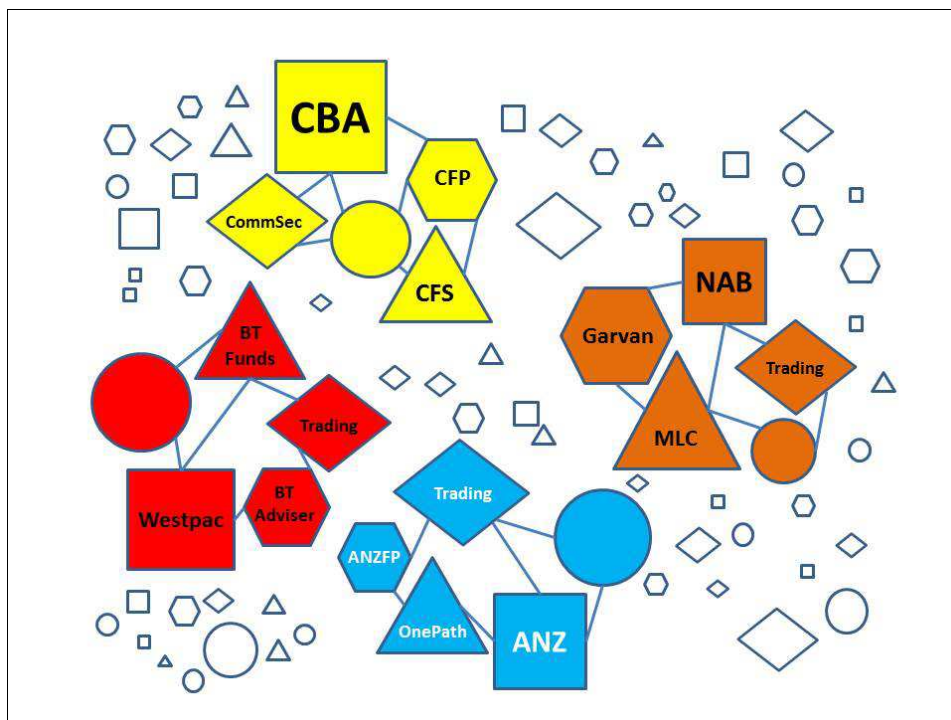 CBA
CFP
CommSec
CFS
NAB
BT
Funds
Garvan
Trading
Trading
MLC
Westpac
BT
Adviser
Trading
ANZFP
OnePath
ANZ